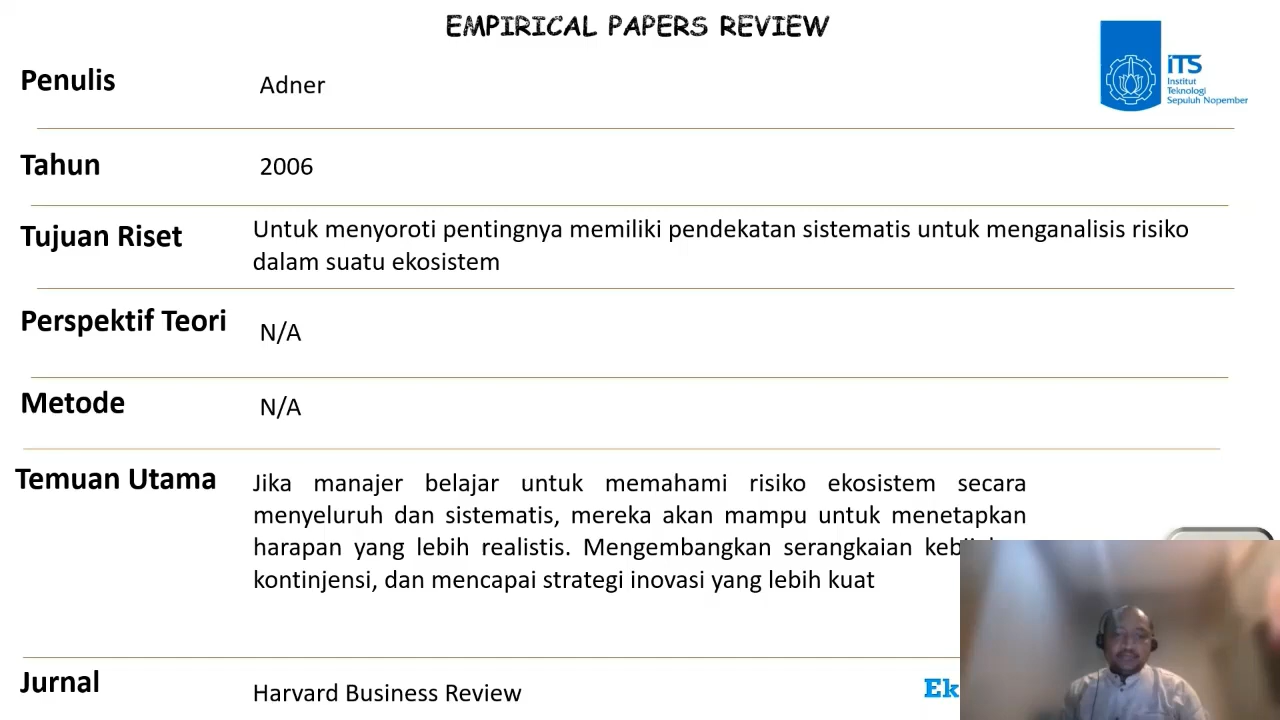 EMPIRICAL PAPERS REVIEW
iTS
Institut
Teknologi
Sepuluh Nopember
Penulis
Adner
Tahun
2006
Tujuan Riset
Untuk menyoroti pentingnya memiliki pendekatan sistematis untuk menganalisis risiko
dalam suatu ekosistem
Perspektif Teori
N/A
Metode
N/A
Temuan Utama
Jika manajer belajar untuk memahami risiko ekosistem secara
menyeluruh dan sistematis, mereka akan mampu untuk menetapkan
harapan yang lebih realistis. Mengembangkan serangkaian
kontinjensi, dan mencapai strategi inovasi yang lebih kuat
Jurnal
Harvard Business Review
Ek